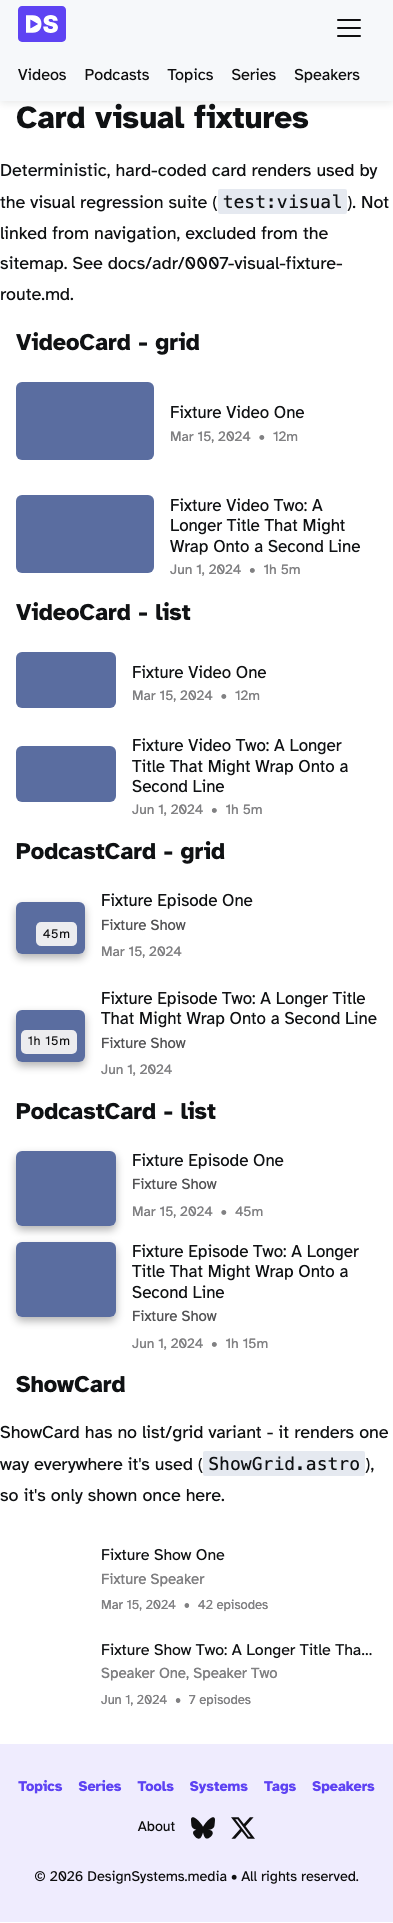 DS
Videos Podcasts Topics Series Speakers
Card visual fixtures
Deterministic, hard-coded card renders used by
the visual regression suite (test:visual). Not
linked from navigation, excluded from the
sitemap. See docs/adr/0007-visual-fixture-
route.md.
VideoCard - grid
Fixture Video One
Mar 15, 2024 • 12m
Fixture Video Two: A
Longer Title That Might
Wrap Onto a Second Line
Jun 1, 2024 • 1h 5m
VideoCard - list
Fixture Video One
Mar 15, 2024 • 12m
Fixture Video Two: A Longer
Title That Might Wrap Onto a
Second Line
Jun 1, 2024 • 1h 5m
PodcastCard - grid
45m
Fixture Episode One
Fixture Show
Mar 15, 2024
1h 15m
Fixture Episode Two: A Longer Title
That Might Wrap Onto a Second Line
Fixture Show
Jun 1, 2024
PodcastCard - list
Fixture Episode One
Fixture Show
Mar 15, 2024 • 45m
Fixture Episode Two: A Longer
Title That Might Wrap Onto a
Second Line
Fixture Show
Jun 1, 2024 • 1h 15m
ShowCard
ShowCard has no list/grid variant - it renders one
way everywhere it's used (ShowGrid.astro),
so it's only shown once here.
Fixture Show One
Fixture Speaker
Mar 15, 2024 • 42 episodes
Fixture Show Two: A Longer Title Tha...
Speaker One, Speaker Two
Jun 1, 2024 • 7 episodes
Topics Series Tools Systems Tags Speakers
About
© 2026 DesignSystems.media • All rights reserved.